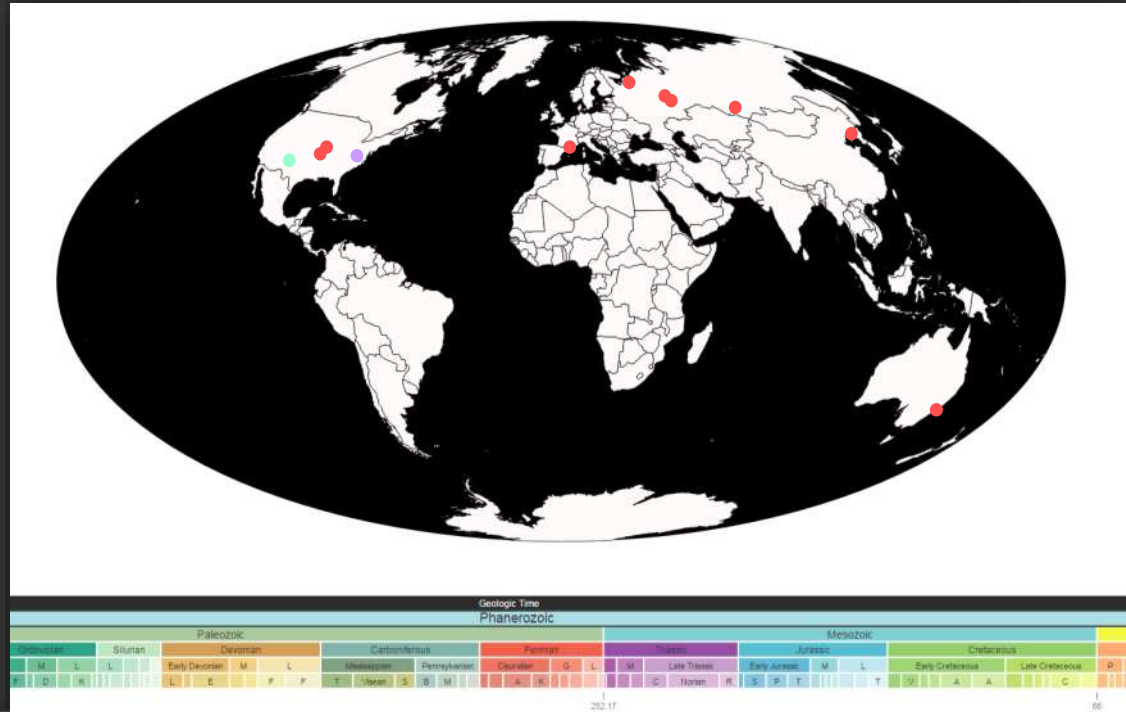 Geologic Time
Phanerozoic
Paleozoic Mesozoic
Ordovician Silurian Devonian Carboniferous Permian Triassic Jurassic Cretaceous
M L L Early Devonian M L Mississippian Pennsylvanian Cisuralian G L M Late Triassic Early Jurassic M L Early Cretaceous Late Cretaceous P
F D K L E F F T Visean S B M A K C Norian R S P T T V A A C
252.17 66